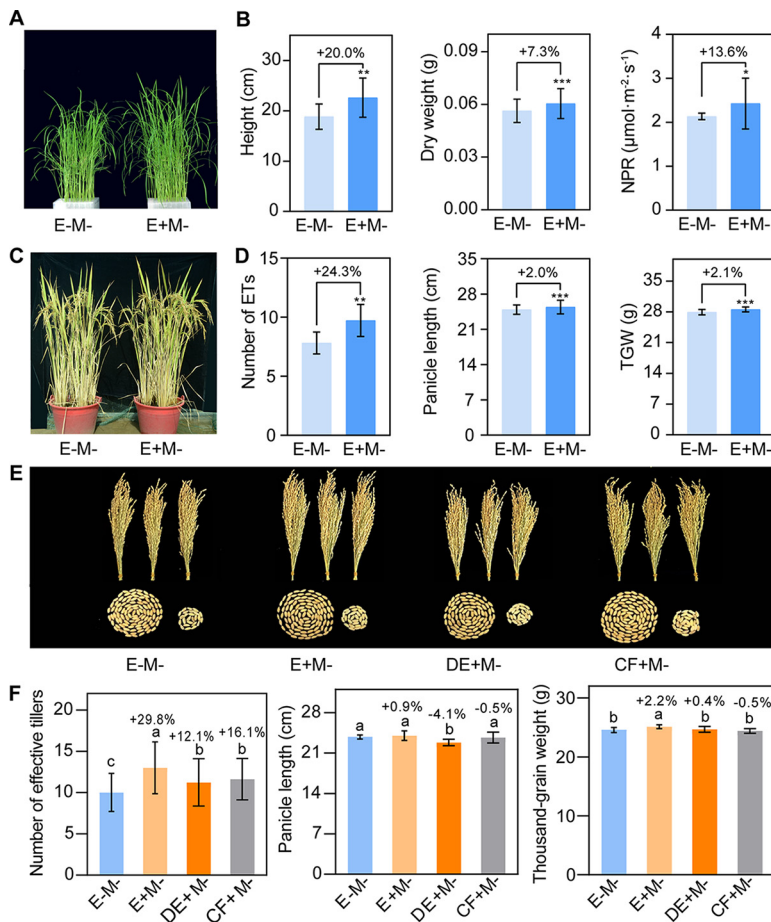 A
E-M- E+M-
B
Height (cm)
30
20
10
0
+20.0%
**
E-M- E+M-
Dry weight (g)
0.09
0.06
0.03
0.00
+7.3%
***
E-M- E+M-
NPR (μmol·m⁻²·s⁻¹)
4
3
2
1
0
+13.6%
*
E-M- E+M-
C
E-M- E+M-
D
Number of ETs
15
10
5
0
+24.3%
**
E-M- E+M-
Panicle length (cm)
35
28
21
14
7
0
+2.0%
***
E-M- E+M-
TGW (g)
35
28
21
14
7
0
+2.1%
***
E-M- E+M-
E
E-M- E+M- DE+M- CF+M-
F
Number of effective tillers
20
15
10
5
0
c
+29.8%
a
+12.1%
b
+16.1%
b
E-M- E+M- DE+M- CF+M-
Panicle length (cm)
28
21
14
7
0
a
+0.9%
a
-4.1%
b
-0.5%
a
E-M- E+M- DE+M- CF+M-
Thousand-grain weight (g)
30
20
10
0
b
+2.2%
a
+0.4%
b
-0.5%
b
E-M- E+M- DE+M- CF+M-